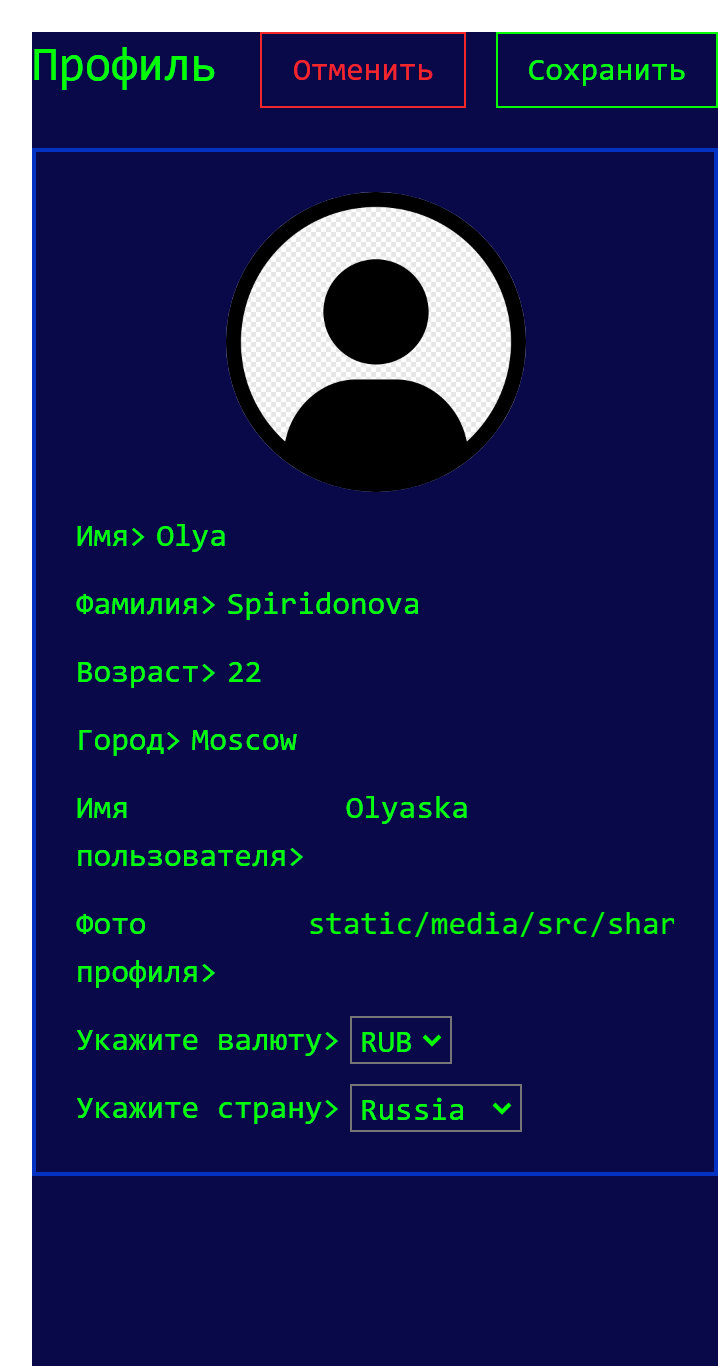 Профиль Отменить Сохранить
Имя> Olya
Фамилия> Spiridonova
Возраст> 22
Город> Moscow
Имя Olyaska
пользователя>
Фото static/media/src/shar
профиля>
Укажите валюту> RUB
Укажите страну> Russia